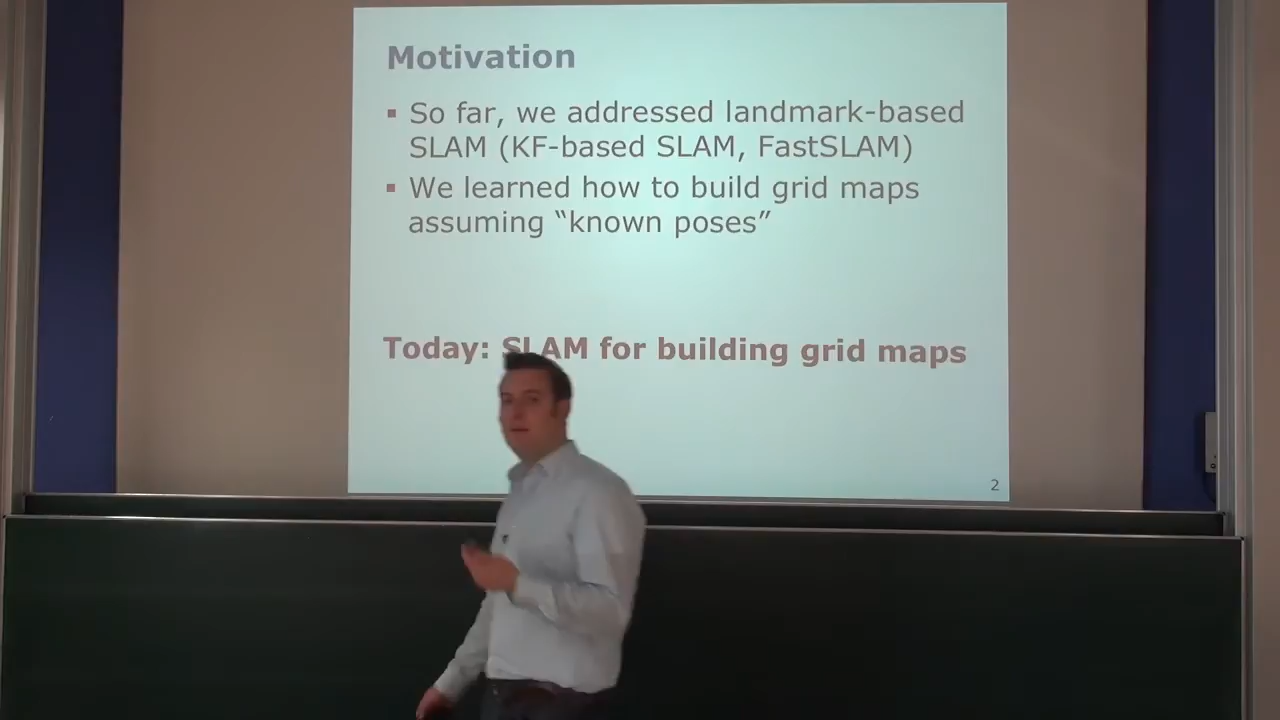 Motivation
▪ So far, we addressed landmark-based
SLAM (KF-based SLAM, FastSLAM)
▪ We learned how to build grid maps
assuming “known poses”
Today: SLAM for building grid maps
2